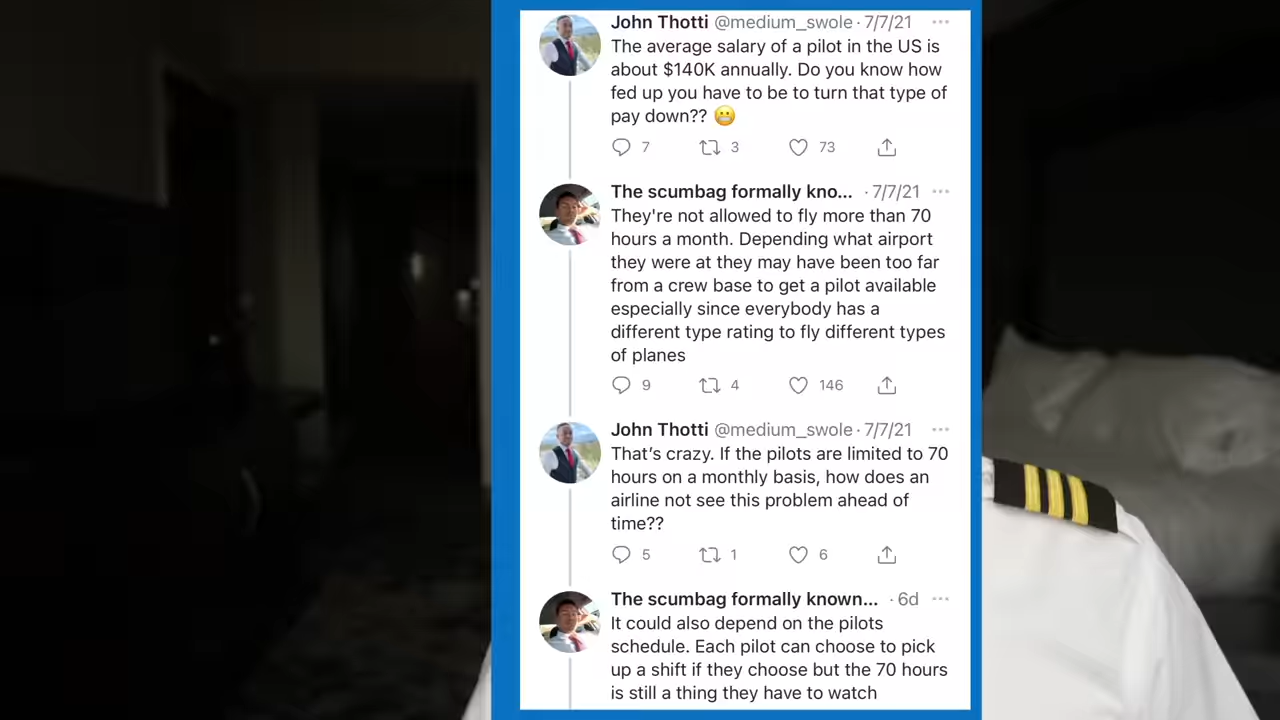 John Thotti @medium_swole · 7/7/21 ···
The average salary of a pilot in the US is
about $140K annually. Do you know how
fed up you have to be to turn that type of
pay down?? 😬
7 3 73
The scumbag formally kno... · 7/7/21 ···
They're not allowed to fly more than 70
hours a month. Depending what airport
they were at they may have been too far
from a crew base to get a pilot available
especially since everybody has a
different type rating to fly different types
of planes
9 4 146
John Thotti @medium_swole · 7/7/21 ···
That’s crazy. If the pilots are limited to 70
hours on a monthly basis, how does an
airline not see this problem ahead of
time??
5 1 6
The scumbag formally known... · 6d ···
It could also depend on the pilots
schedule. Each pilot can choose to pick
up a shift if they choose but the 70 hours
is still a thing they have to watch